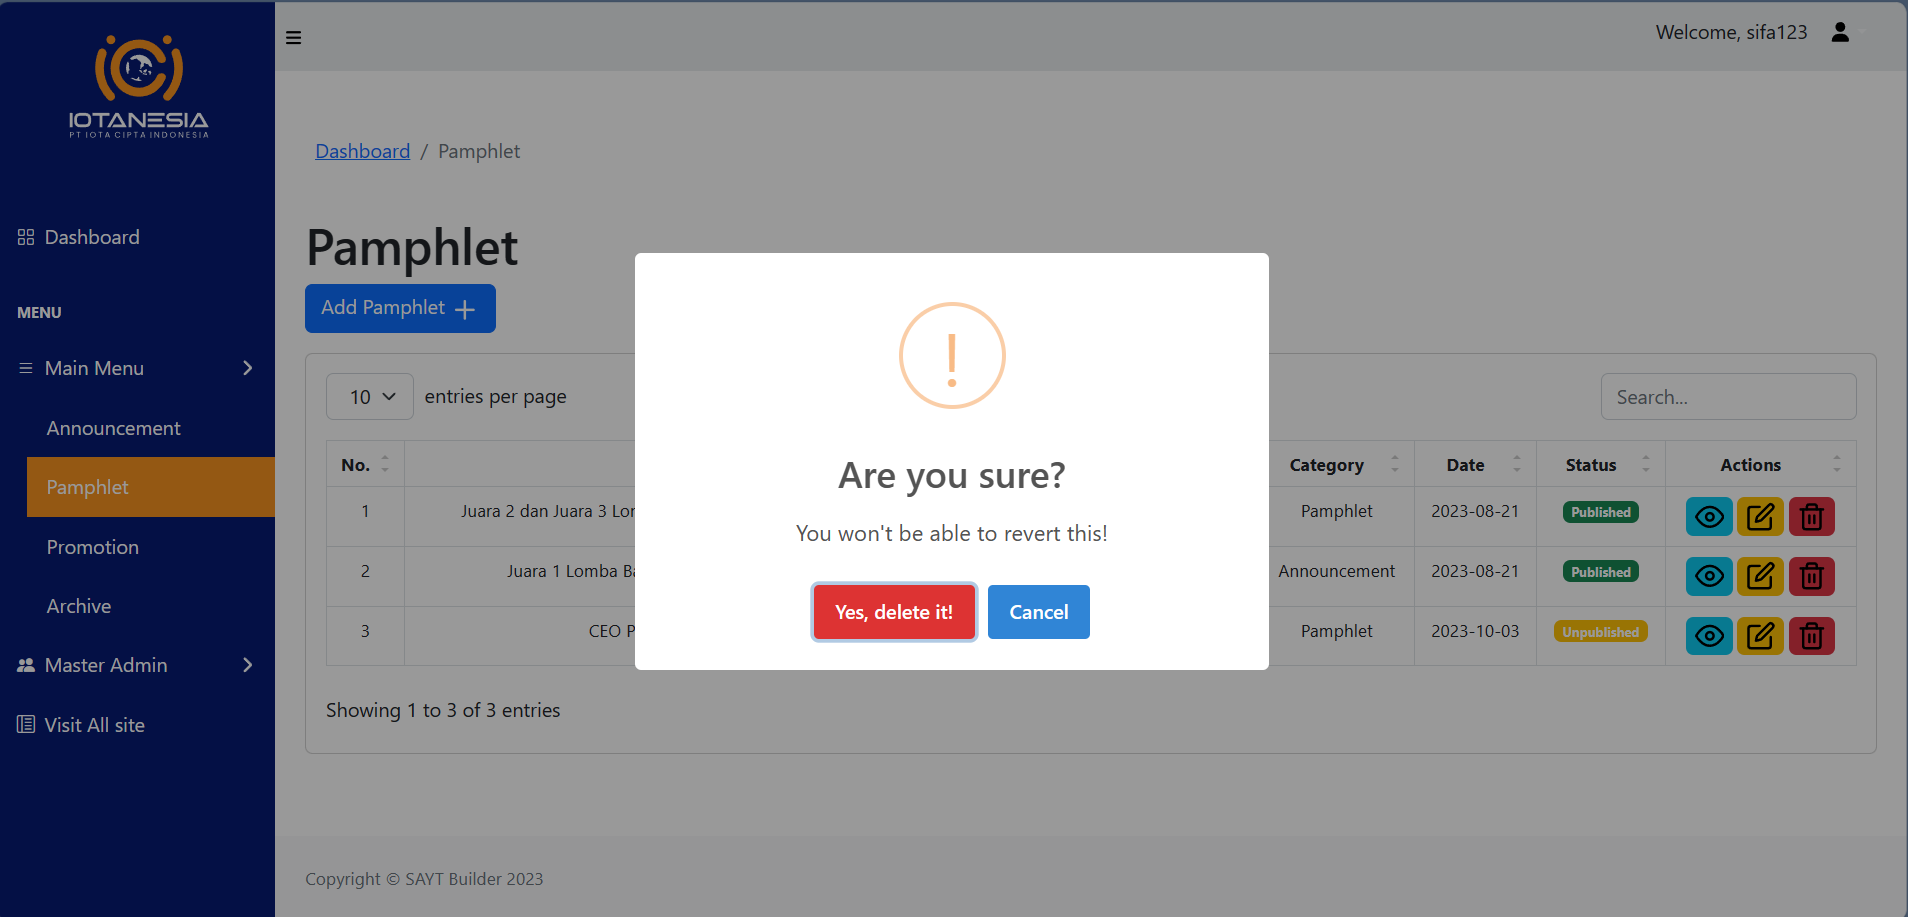 IOTANESIA
PT IOTA CIPTA INDONESIA
Welcome, sifa123
Dashboard / Pamphlet
Dashboard
MENU
Main Menu
Announcement
Pamphlet
Promotion
Archive
Master Admin
Visit All site
Pamphlet
Add Pamphlet
10 entries per page
Search...
No. Category Date Status Actions
1 Juara 2 dan Juara 3 Pamphlet 2023-08-21 Published
2 Juara 1 Lomba Announcement 2023-08-21 Published
3 CEO Pamphlet 2023-10-03 Unpublished
Showing 1 to 3 of 3 entries
!
Are you sure?
You won't be able to revert this!
Yes, delete it! Cancel
Copyright © SAYT Builder 2023